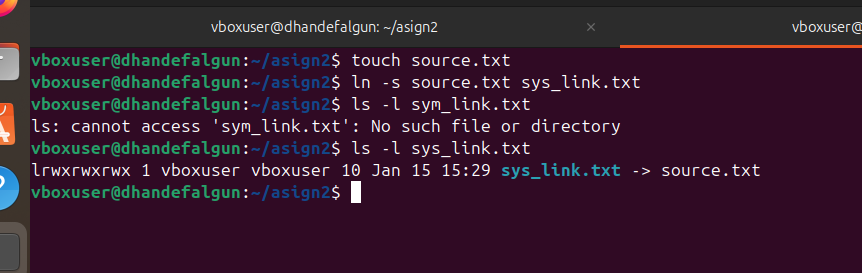 vboxuser@dhandefalgun: ~/asign2 × vboxuser@
vboxuser@dhandefalgun:~/asign2$ touch source.txt
vboxuser@dhandefalgun:~/asign2$ ln -s source.txt sys_link.txt
vboxuser@dhandefalgun:~/asign2$ ls -l sym_link.txt
ls: cannot access 'sym_link.txt': No such file or directory
vboxuser@dhandefalgun:~/asign2$ ls -l sys_link.txt
lrwxrwxrwx 1 vboxuser vboxuser 10 Jan 15 15:29 sys_link.txt -> source.txt
vboxuser@dhandefalgun:~/asign2$